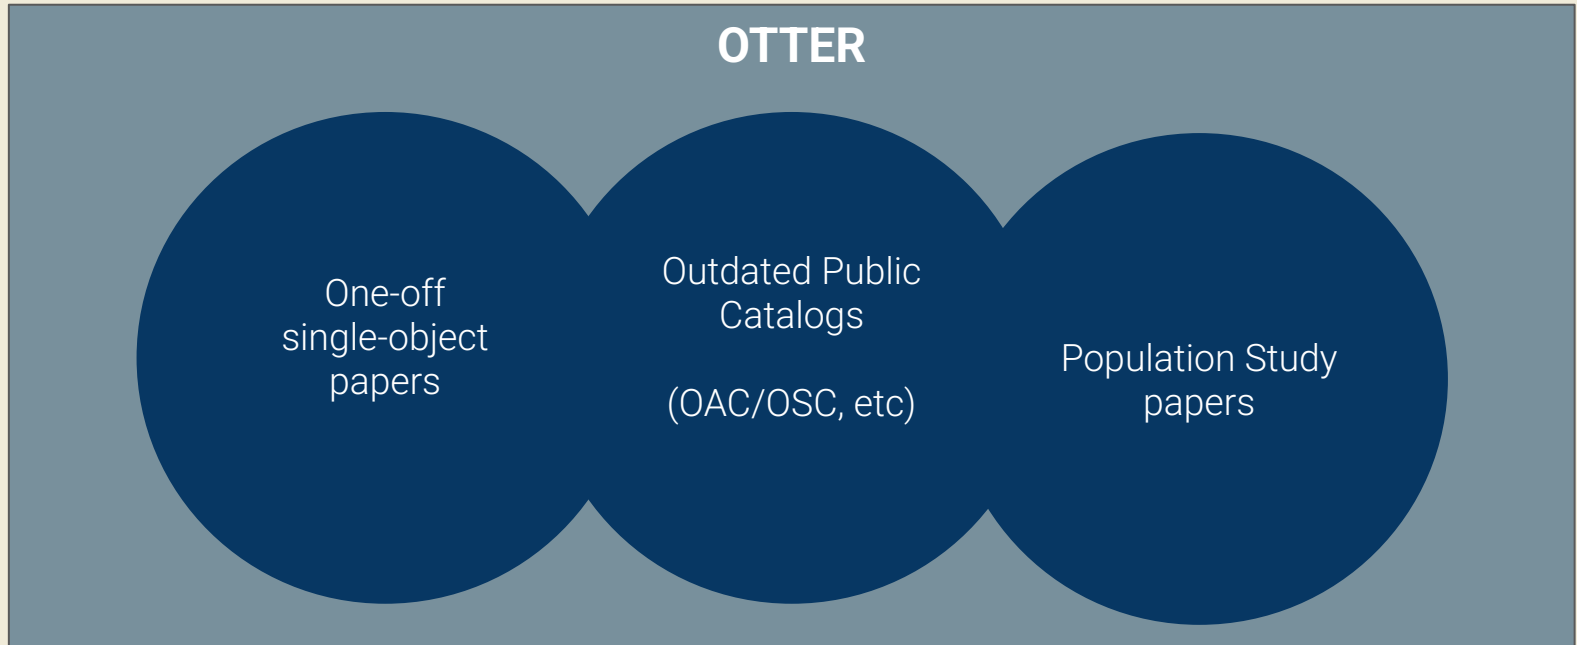 OTTER
One-off
single-object
papers
Outdated Public
Catalogs
(OAC/OSC, etc)
Population Study
papers